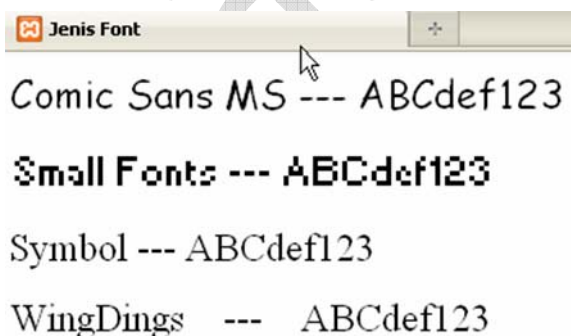 Jenis Font
Comic Sans MS --- ABCdef123
Small Fonts --- ABCdef123
Symbol --- ABCdef123
WingDings --- ABCdef123